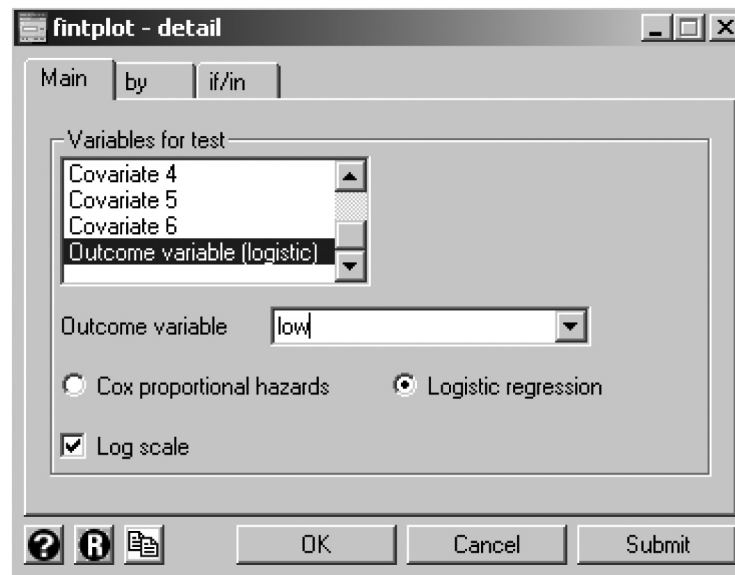 fintplot - detail
Main by if/in
Variables for test
Covariate 4
Covariate 5
Covariate 6
Outcome variable (logistic)
Outcome variable low
Cox proportional hazards Logistic regression
Log scale
? R OK Cancel Submit